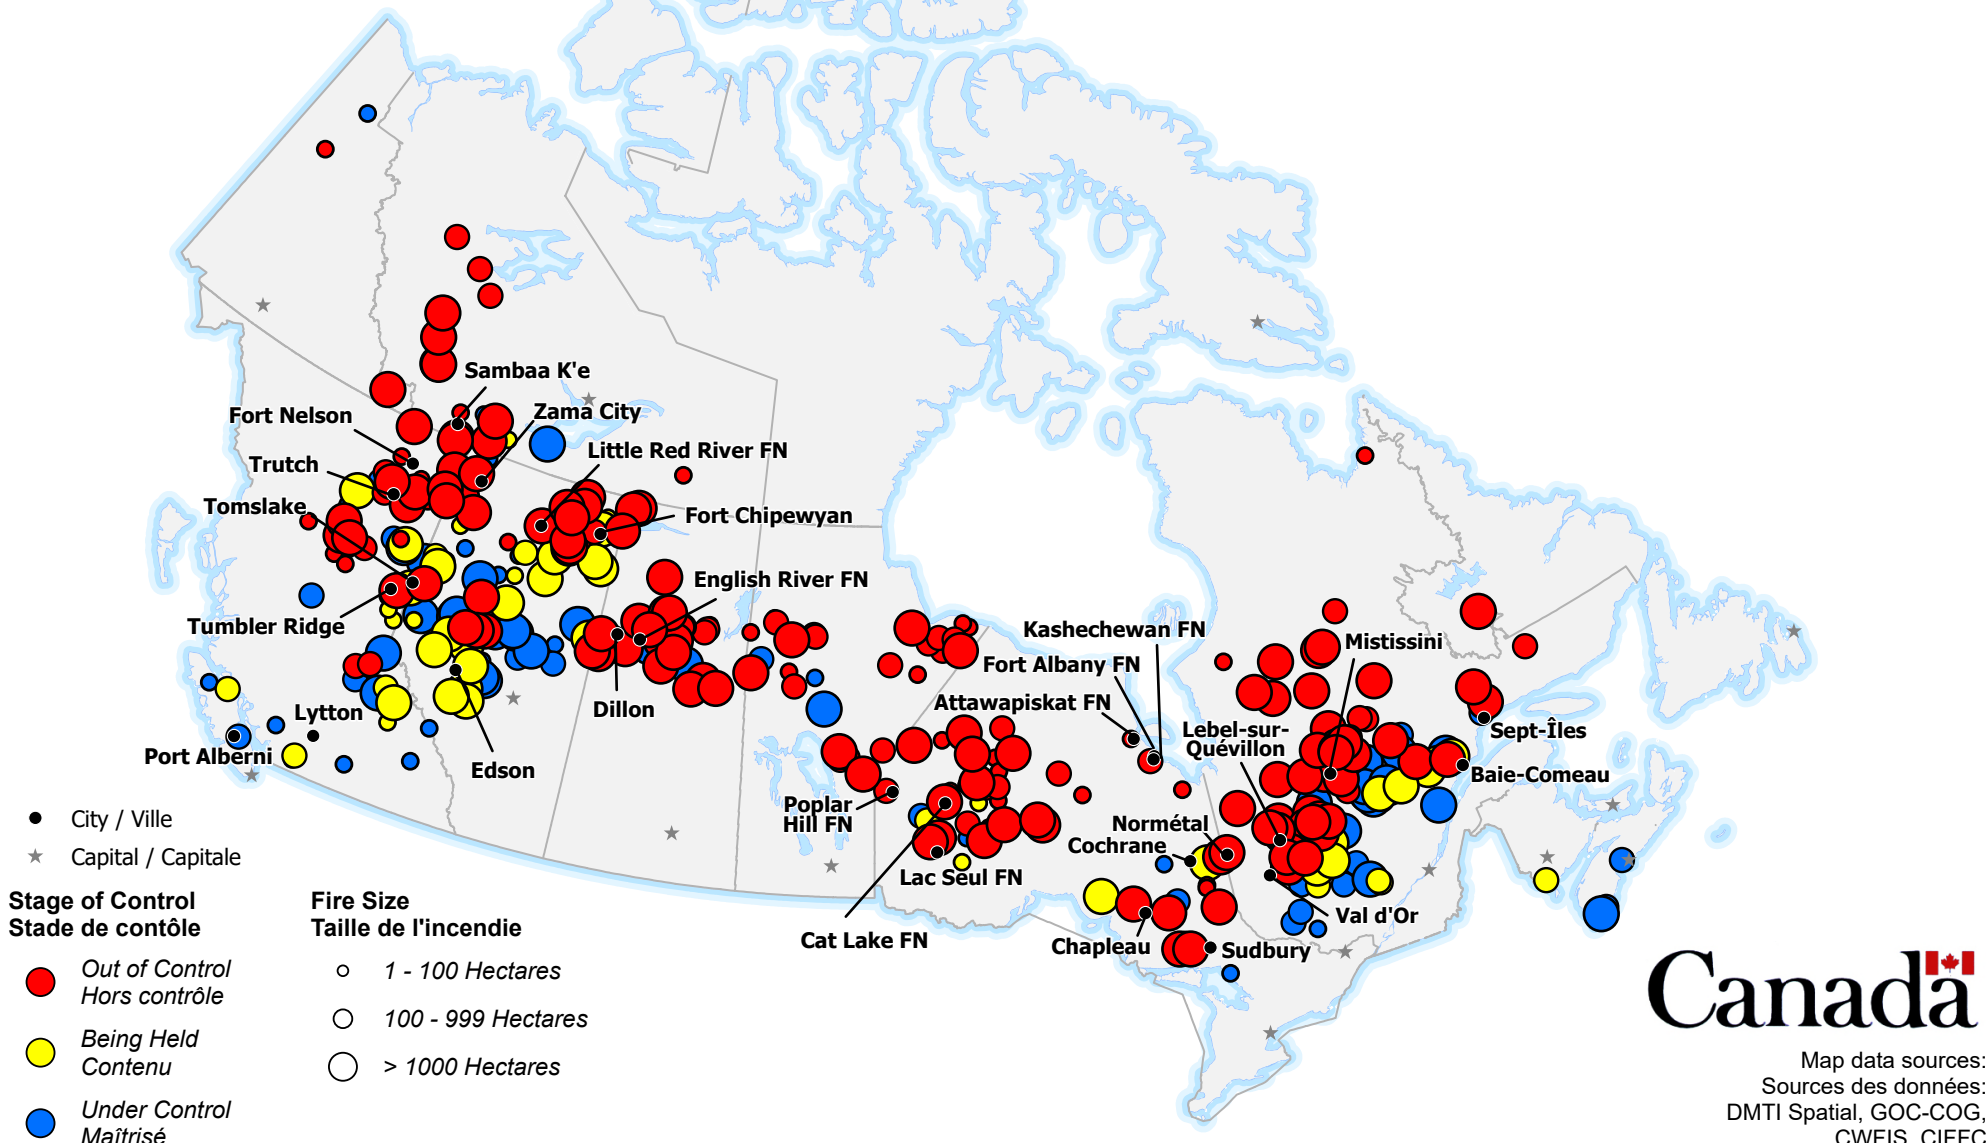 Sambaa K'e
Fort Nelson
Zama City
Little Red River FN
Trutch
Tomslake
Fort Chipewyan
English River FN
Tumbler Ridge
Kashechewan FN
Mistissini
Fort Albany FN
Attawapiskat FN
Dillon
Lytton
Lebel-sur-
Quévillon
Sept-Îles
Port Alberni
Edson
Baie-Comeau
Poplar
Hill FN
Normétal
Cochrane
Lac Seul FN
Val d'Or
Cat Lake FN
Chapleau
Sudbury
City / Ville
Capital / Capitale
Stage of Control
Stade de contôle
Out of Control
Hors contrôle
Being Held
Contenu
Under Control
Maîtrisé
Fire Size
Taille de l'incendie
1 - 100 Hectares
100 - 999 Hectares
> 1000 Hectares
Canada
Map data sources:
Sources des données:
DMTI Spatial, GOC-COG,
CWFIS, CIFFC